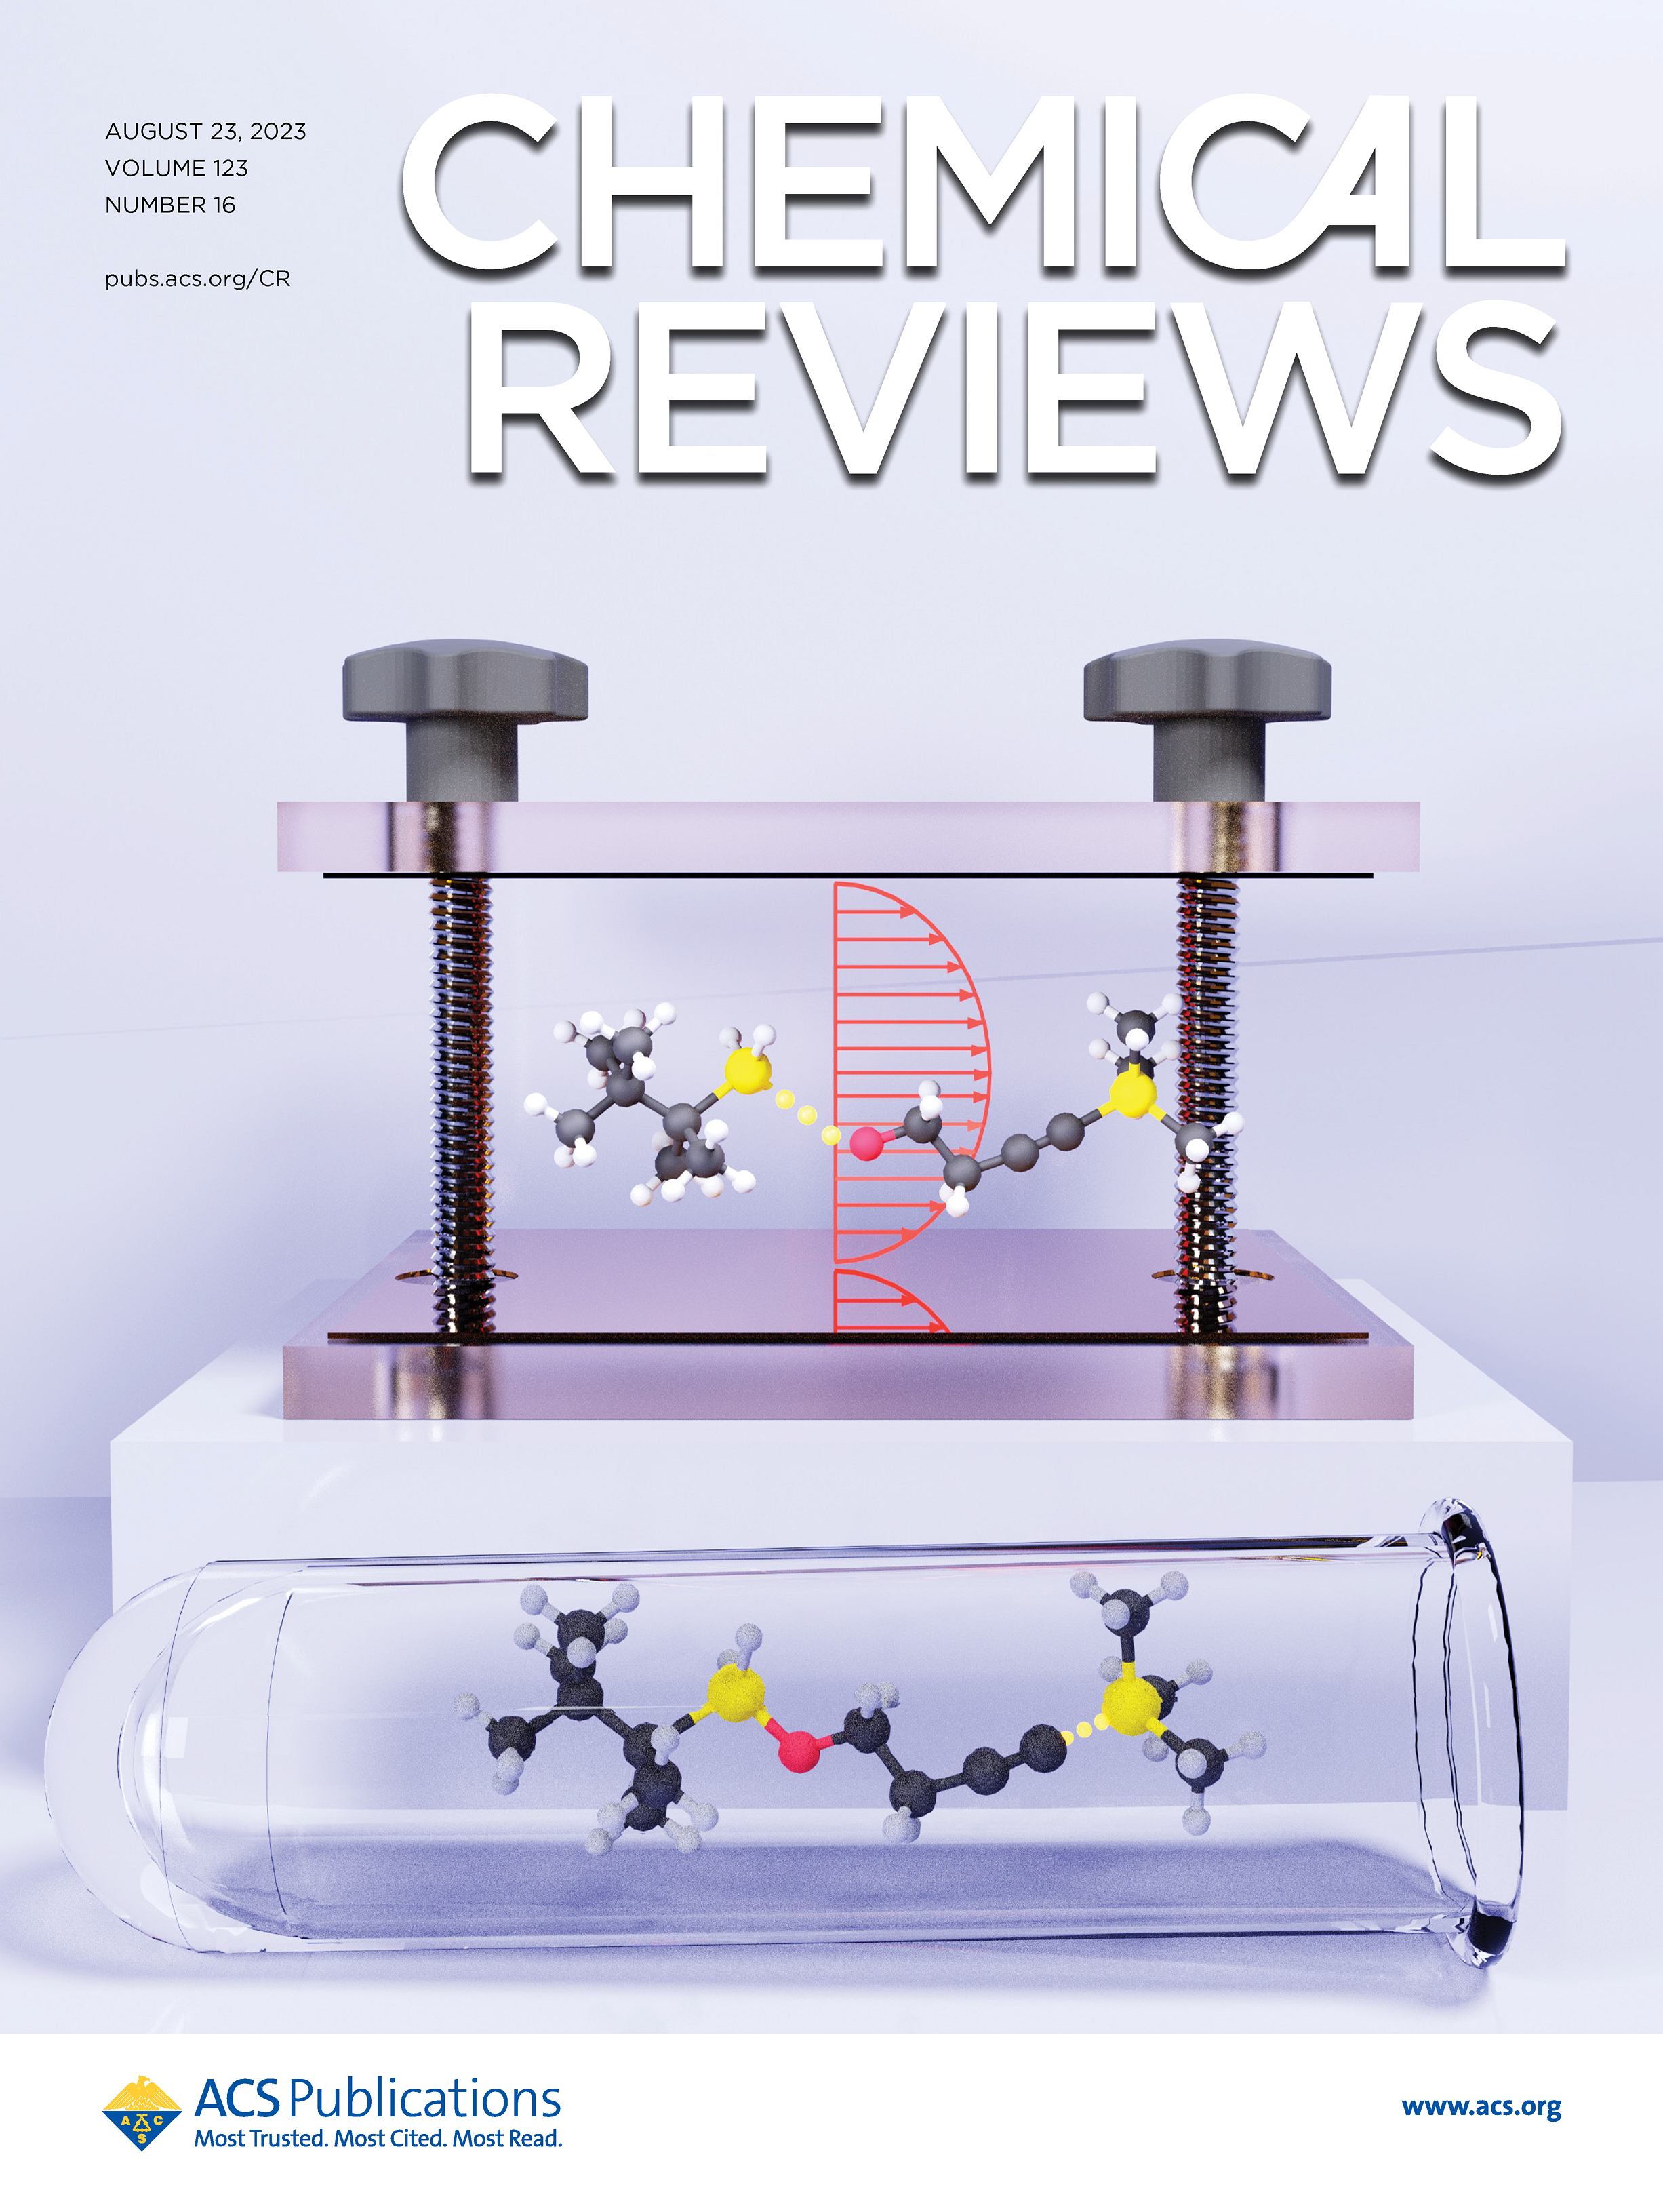 AUGUST 23, 2023
VOLUME 123
NUMBER 16
pubs.acs.org/CR
CHEMICAL
REVIEWS
A C
S
ACS Publications
Most Trusted. Most Cited. Most Read.
www.acs.org